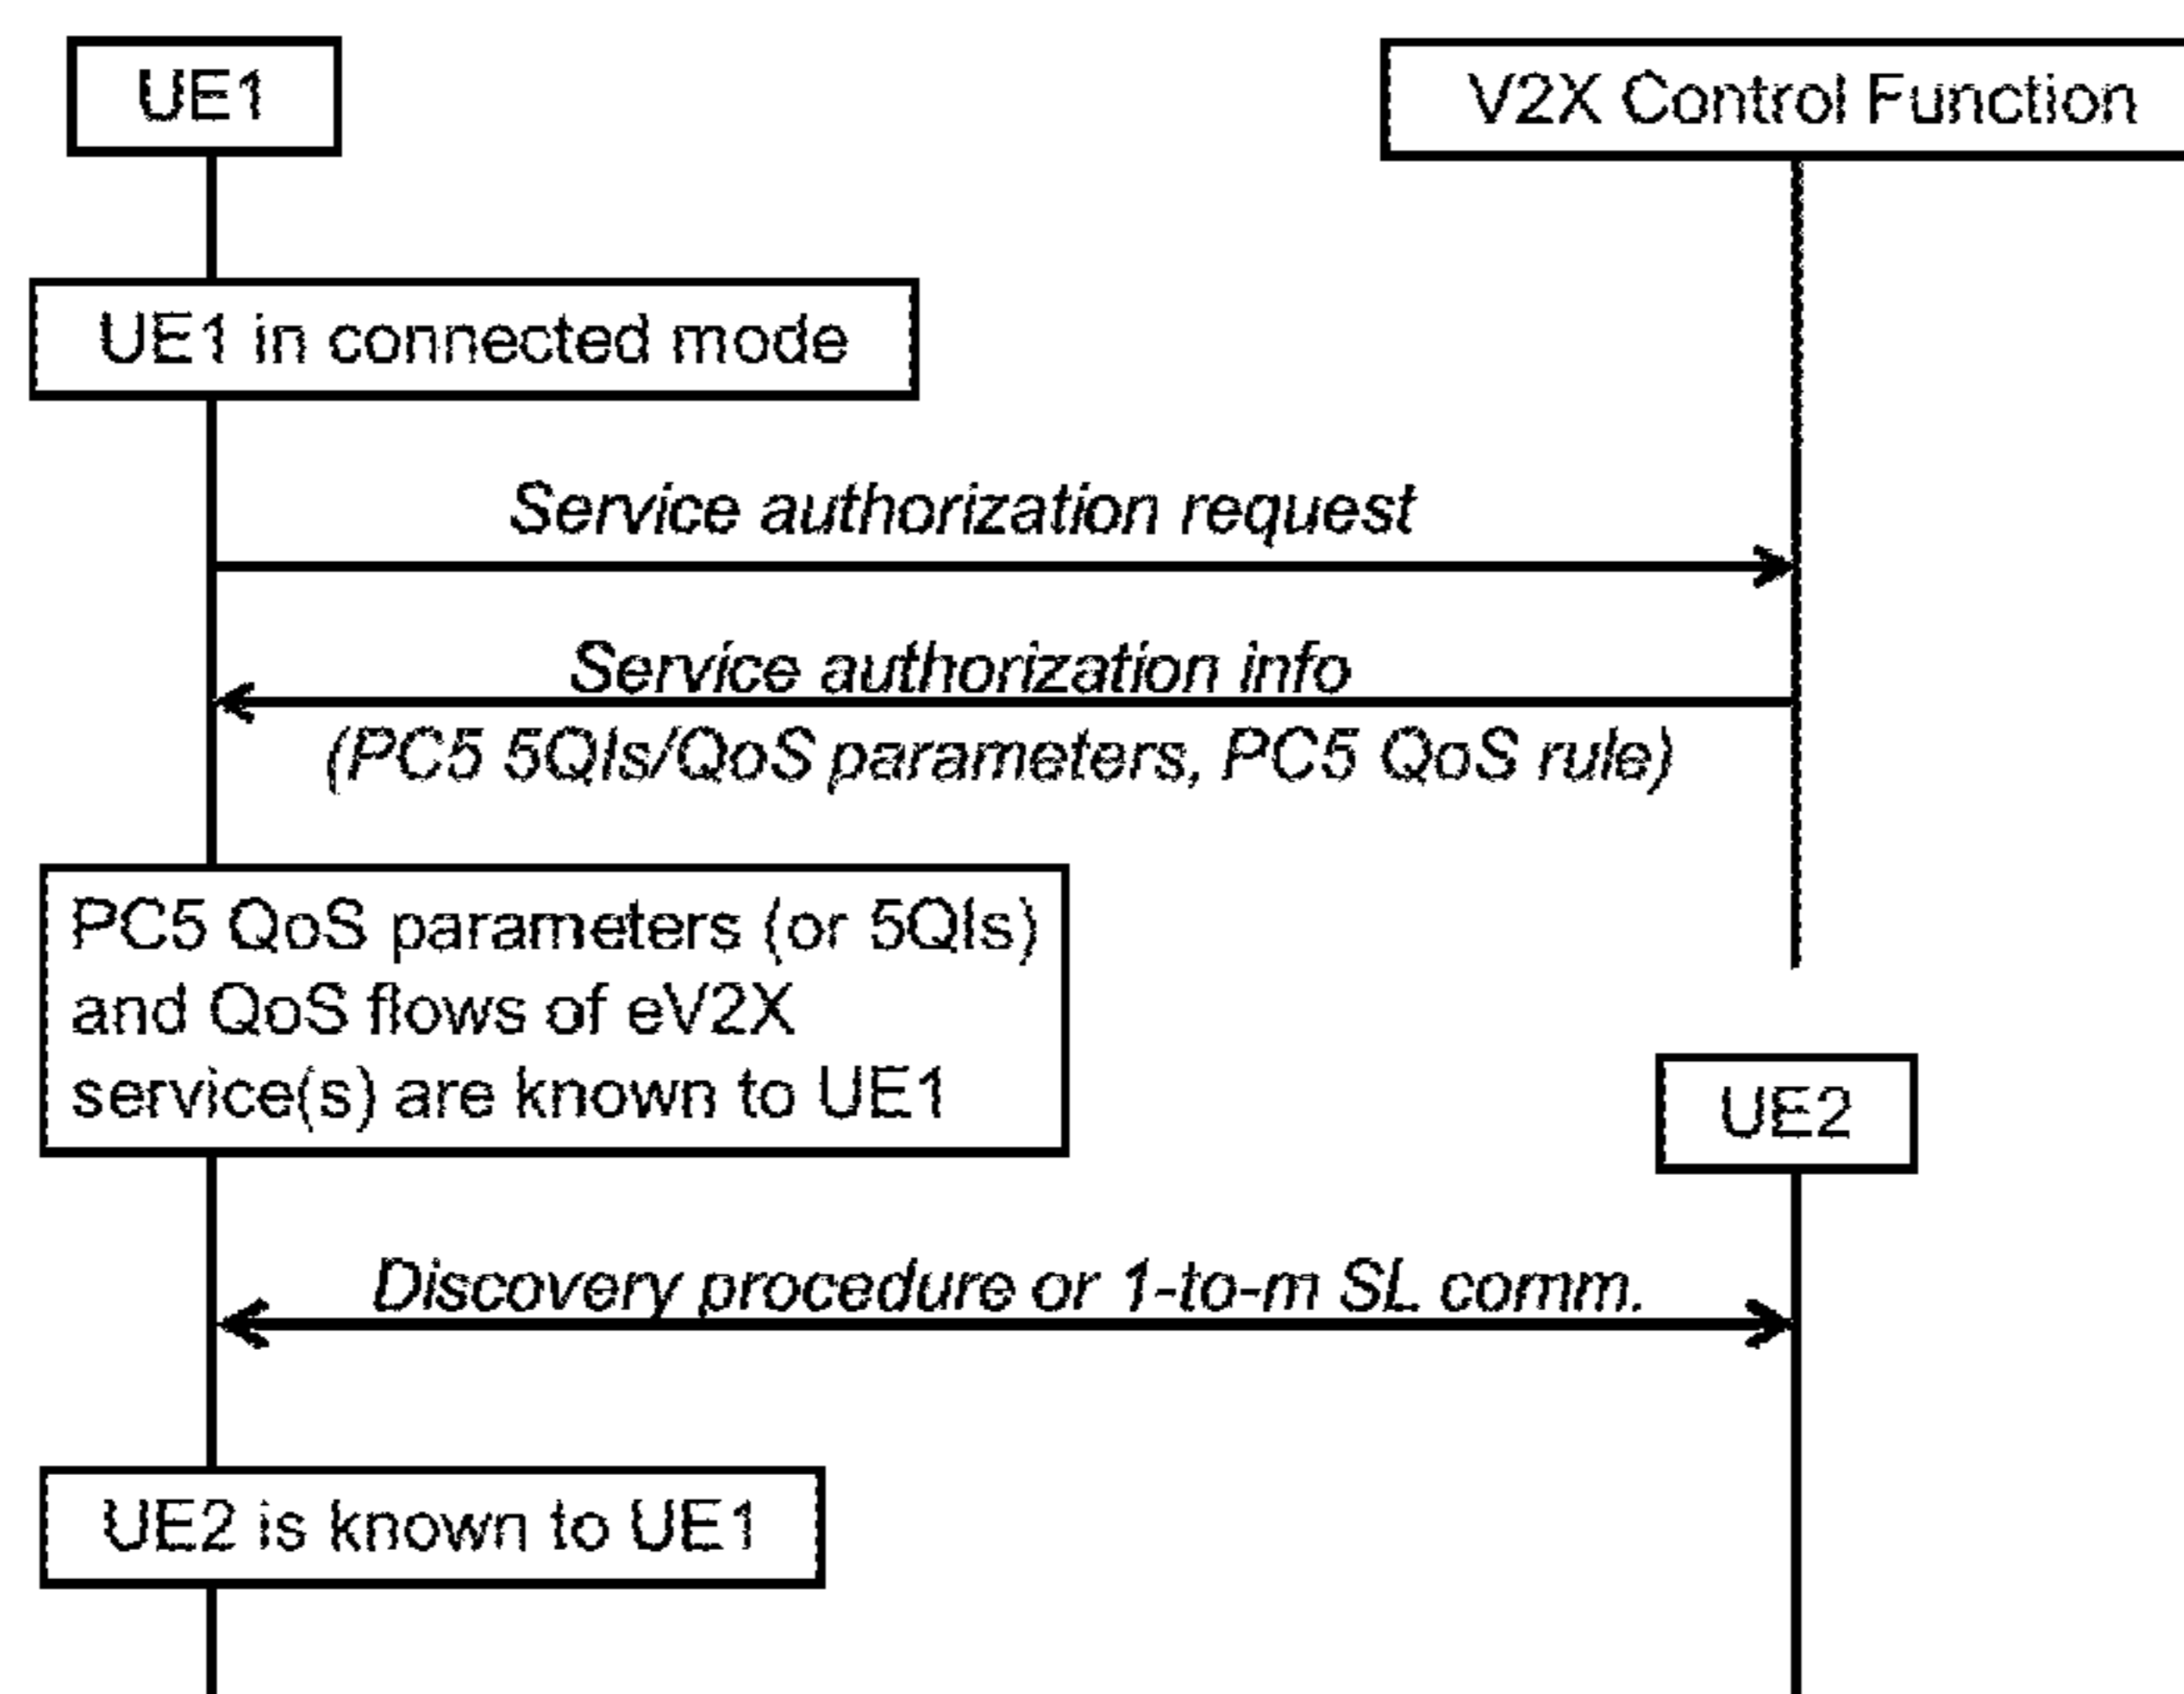 UE1
V2X Control Function
UE1 in connected mode
Service authorization request
Service authorization info
(PC5 5QIs/QoS parameters, PC5 QoS rule)
PC5 QoS parameters (or 5QIs)
and QoS flows of eV2X
service(s) are known to UE1
UE2
Discovery procedure or 1-to-m SL comm.
UE2 is known to UE1